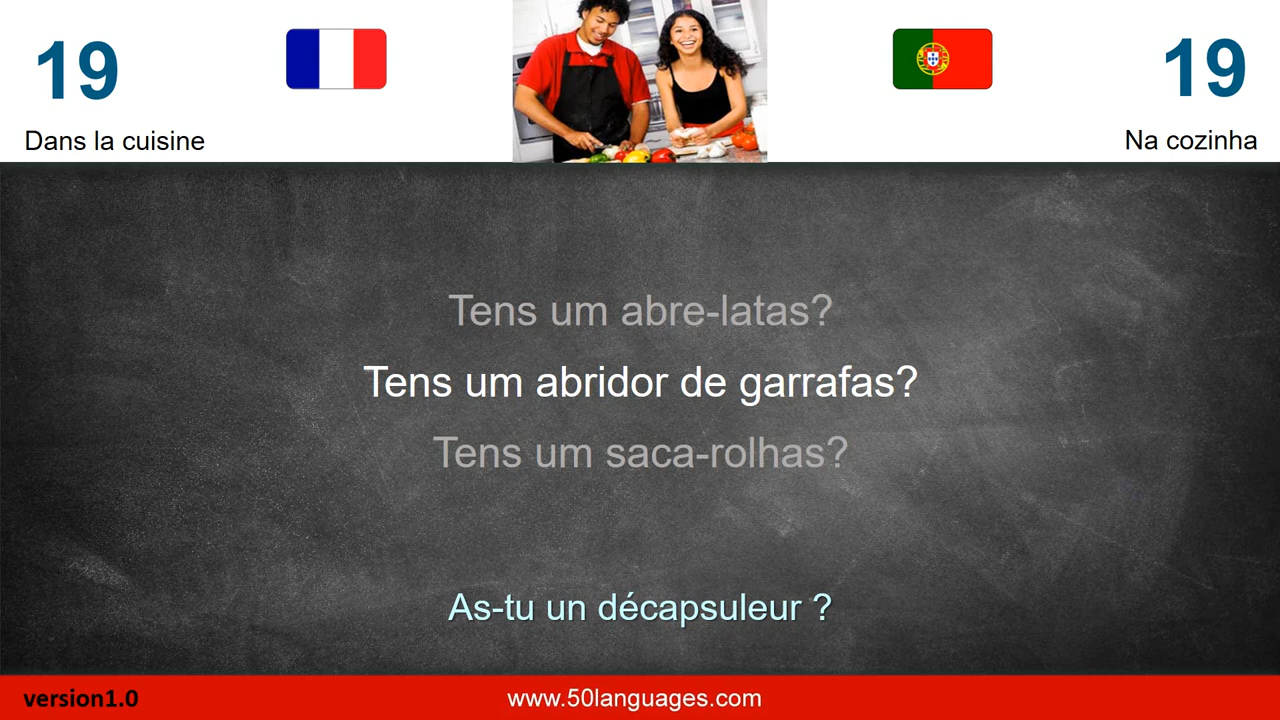 19
19
Dans la cuisine
Na cozinha
Tens um abre-latas?
Tens um abridor de garrafas?
Tens um saca-rolhas?
As-tu un décapsuleur ?
version1.0
www.50languages.com